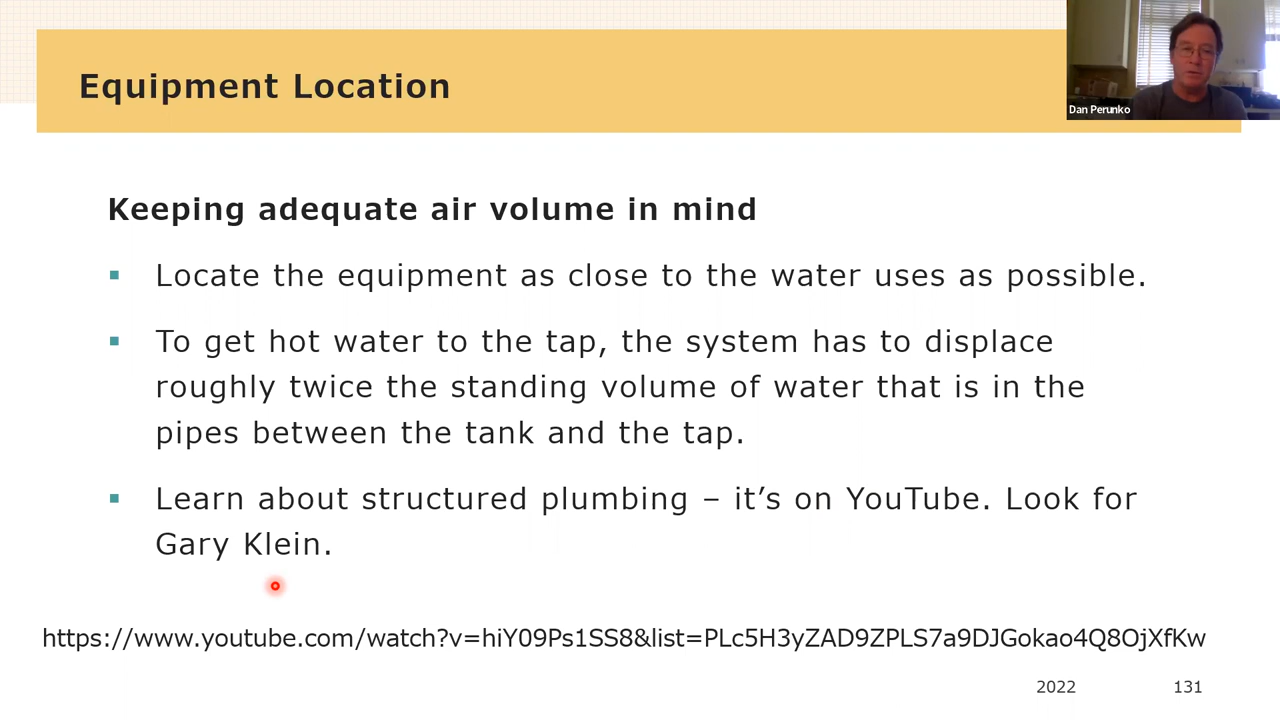 Equipment Location
Dan Perunko
Keeping adequate air volume in mind
▪ Locate the equipment as close to the water uses as possible.
▪ To get hot water to the tap, the system has to displace
roughly twice the standing volume of water that is in the
pipes between the tank and the tap.
▪ Learn about structured plumbing – it’s on YouTube. Look for
Gary Klein.
https://www.youtube.com/watch?v=hiY09Ps1SS8&list=PLc5H3yZAD9ZPLS7a9DJGokao4Q8OjXfKw
2022 131